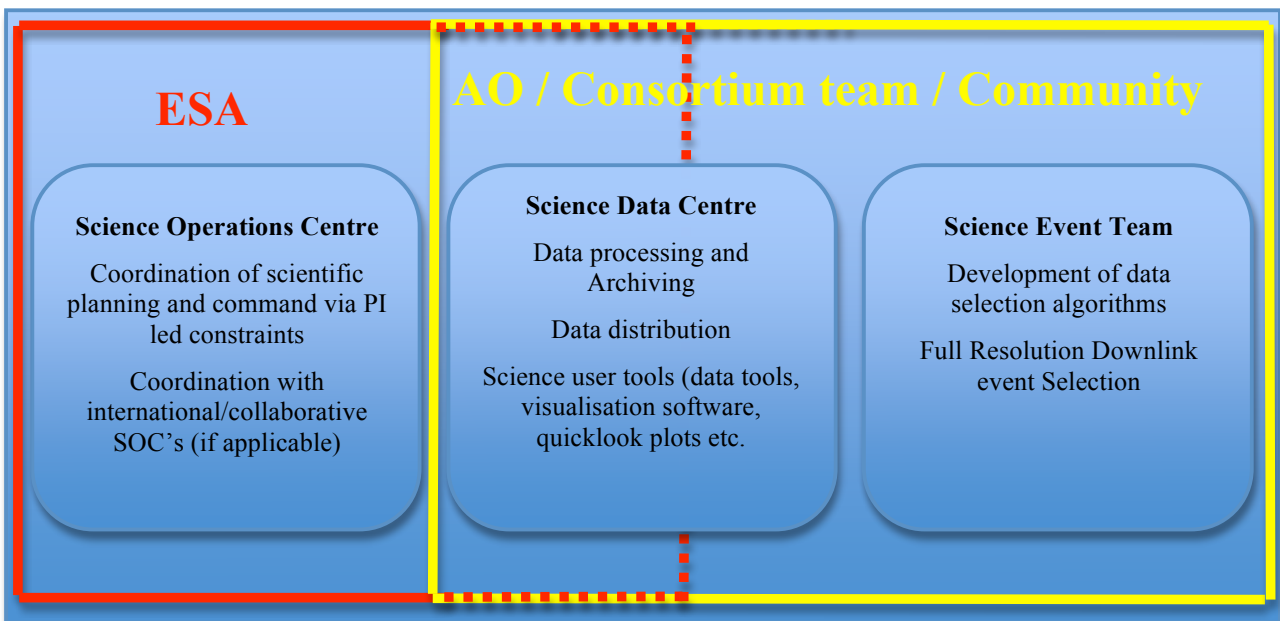 ESA
AO / Consortium team / Community
Science Operations Centre
Coordination of scientific
planning and command via PI
led constraints
Coordination with
international/collaborative
SOC’s (if applicable)
Science Data Centre
Data processing and
Archiving
Data distribution
Science user tools (data tools,
visualisation software,
quicklook plots etc.
Science Event Team
Development of data
selection algorithms
Full Resolution Downlink
event Selection